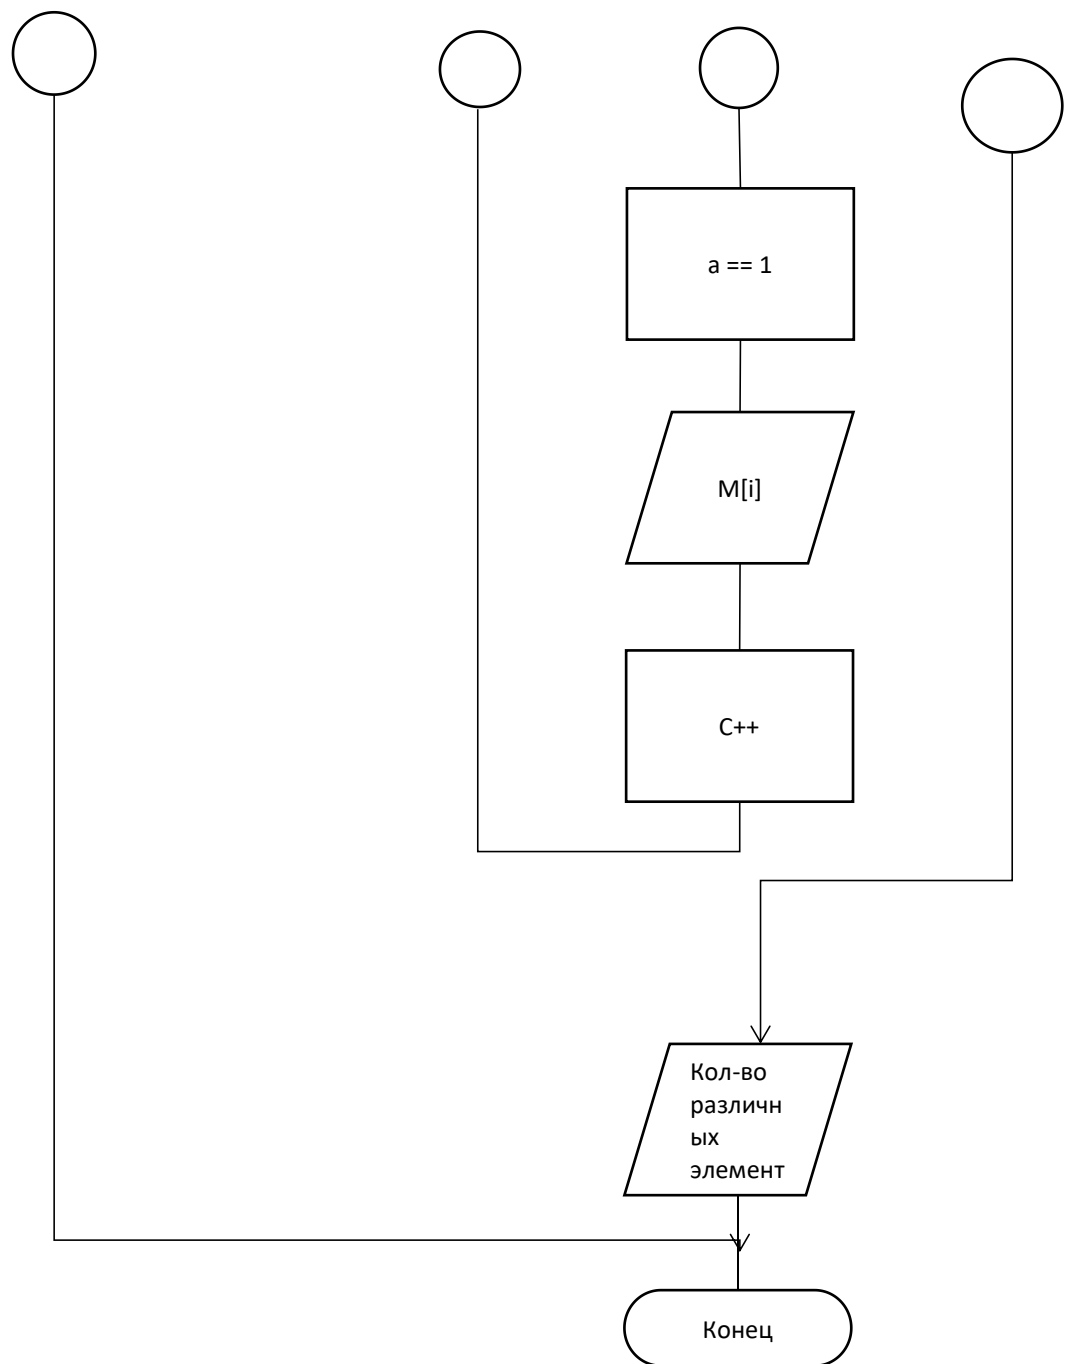 a == 1
M[i]
C++
Кол-во
различн
ых
элемент
Конец